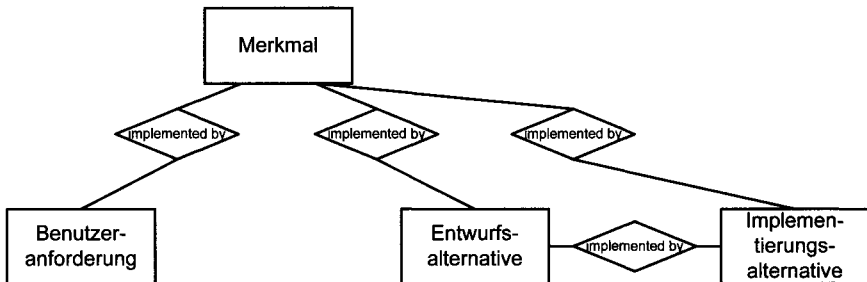 Merkmal
implemented by
implemented by
implemented by
Benutzer-
anforderung
Entwurfs-
alternative
implemented by
Implemen-
tierungs-
alternative